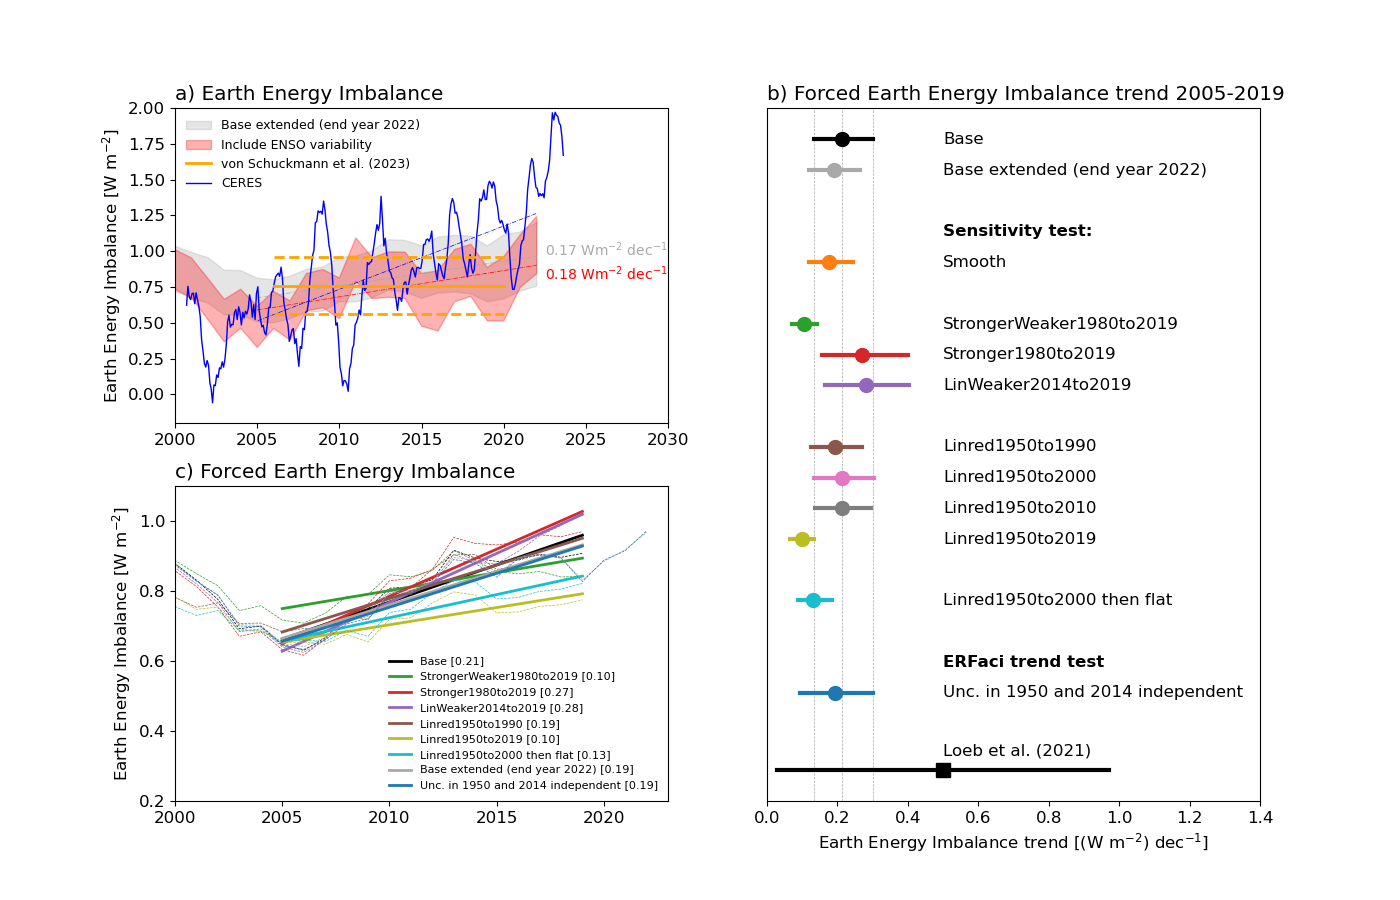 a) Earth Energy Imbalance
Earth Energy Imbalance [W m⁻²]
2.00
1.75
1.50
1.25
1.00
0.75
0.50
0.25
0.00
Base extended (end year 2022)
Include ENSO variability
von Schuckmann et al. (2023)
CERES
0.17 Wm⁻² dec⁻¹
0.18 Wm⁻² dec⁻¹
2000 2005 2010 2015 2020 2025 2030
b) Forced Earth Energy Imbalance trend 2005-2019
Base
Base extended (end year 2022)
Sensitivity test:
Smooth
StrongerWeaker1980to2019
Stronger1980to2019
LinWeaker2014to2019
Linred1950to1990
Linred1950to2000
Linred1950to2010
Linred1950to2019
Linred1950to2000 then flat
ERFaci trend test
Unc. in 1950 and 2014 independent
Loeb et al. (2021)
0.0 0.2 0.4 0.6 0.8 1.0 1.2 1.4
Earth Energy Imbalance trend [(W m⁻²) dec⁻¹]
c) Forced Earth Energy Imbalance
Earth Energy Imbalance [W m⁻²]
1.0
0.8
0.6
0.4
0.2
Base [0.21]
StrongerWeaker1980to2019 [0.10]
Stronger1980to2019 [0.27]
LinWeaker2014to2019 [0.28]
Linred1950to1990 [0.19]
Linred1950to2019 [0.10]
Linred1950to2000 then flat [0.13]
Base extended (end year 2022) [0.19]
Unc. in 1950 and 2014 independent [0.19]
2000 2005 2010 2015 2020